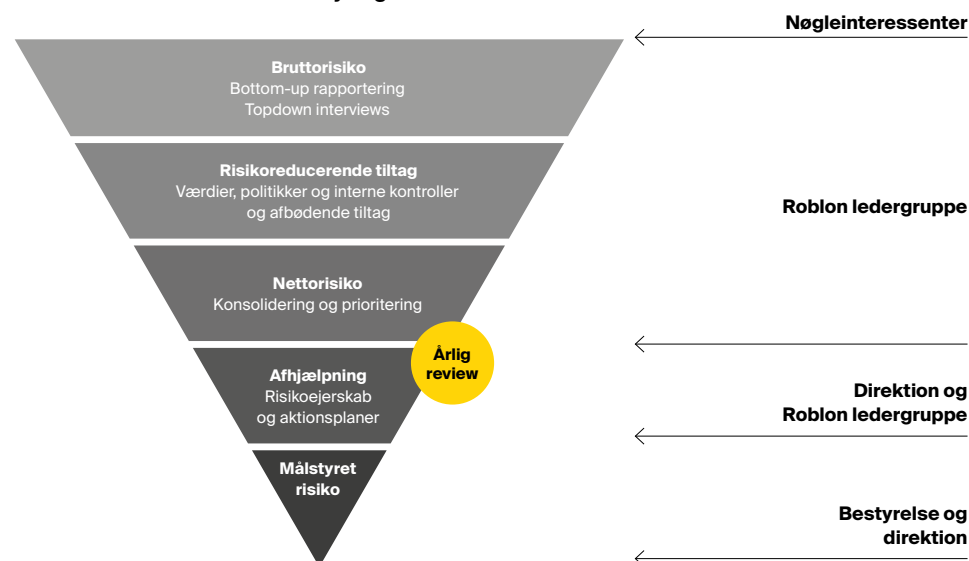 Nøgleinteressenter
Bruttorisiko
Bottom-up rapportering
Topdown interviews
Risikoreducerende tiltag
Værdier, politikker og interne kontroller
og afbødende tiltag
Roblon ledergruppe
Nettorisiko
Konsolidering og prioritering
Årlig
review
Afhjælpning
Risikoejerskab
og aktionsplaner
Direktion og
Roblon ledergruppe
Målstyret
risiko
Bestyrelse og
direktion